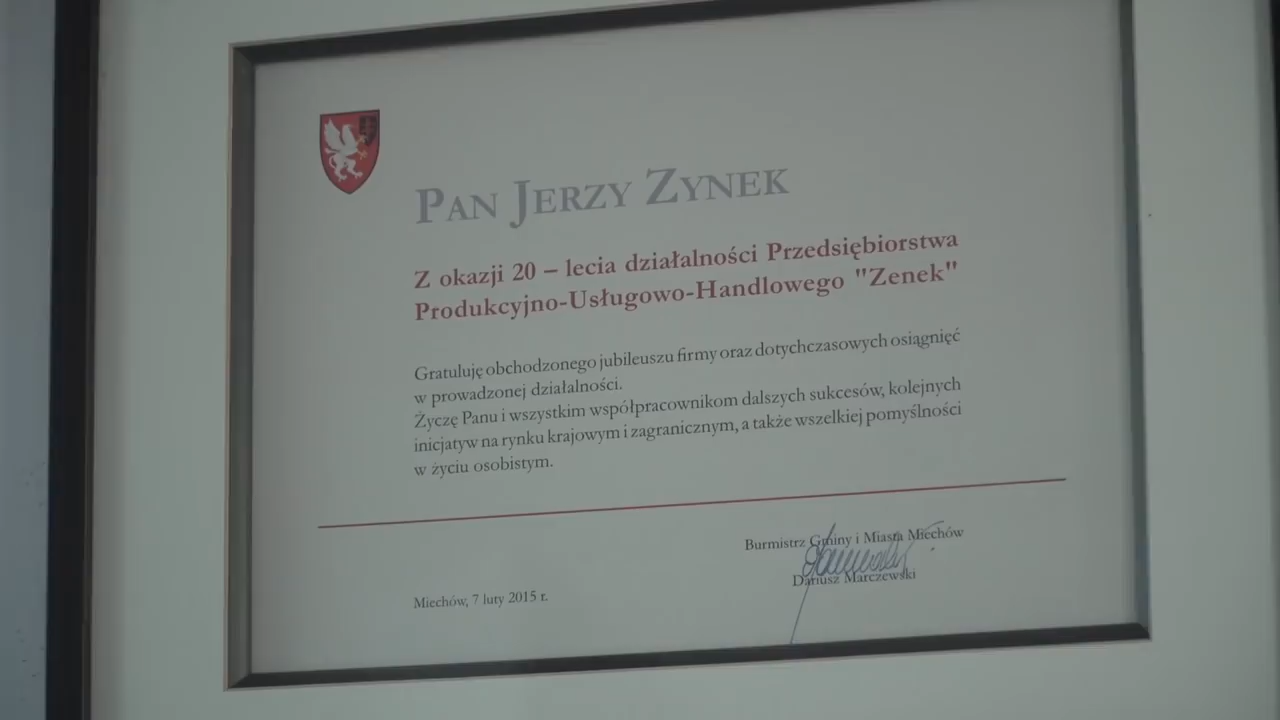 PAN JERZY ZYNEK
Z okazji 20 – lecia działalności Przedsiębiorstwa
Produkcyjno-Usługowo-Handlowego "Zenek"
Gratuluję obchodzonego jubileuszu firmy oraz dotychczasowych osiągnięć
w prowadzonej działalności.
Życzę Panu i wszystkim współpracownikom dalszych sukcesów, kolejnych
inicjatyw na rynku krajowym i zagranicznym, a także wszelkiej pomyślności
w życiu osobistym.
Burmistrz Gminy i Miasta Miechów
Dariusz Marczewski
Miechów, 7 luty 2015 r.